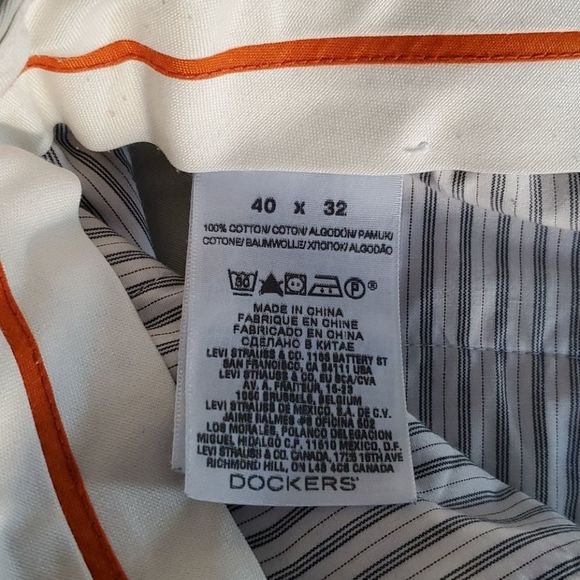 40 x 32
100% COTTON/ COTON/ ALGODÓN/ PAMUK/
COTONE/ BAUMWOLLE/ ХЛОПОК/ ALGODÃO
MADE IN CHINA
FABRIQUE EN CHINE
FABRICADO EN CHINA
СДЕЛАНО В КИТАЕ
LEVI STRAUSS & CO. 1155 BATTERY ST
SAN FRANCISCO, CA 94111 USA
LEVI STRAUSS & CO. EU BCA/CVA
AV. A. FRAITEUR, 15-23
1050 BRUSSELS, BELGIUM
LEVI STRAUSS DE MEXICO, S.A. DE C.V.
JAIME BALMES #8 OFICINA 502
LOS MORALES, POLANCO DELEGACION
MIGUEL HIDALGO C.P. 11510 MEXICO, D.F.
LEVI STRAUSS & CO. CANADA, 1725 16TH AVE
RICHMOND HILL, ON L4B 4C6 CANADA
DOCKERS®